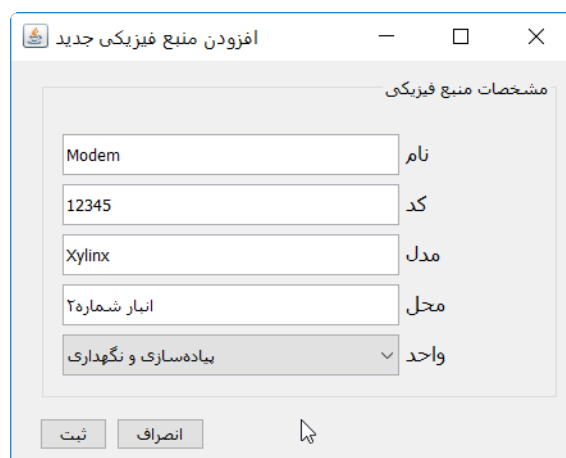 افزودن منبع فیزیکی جدید
مشخصات منبع فیزیکی
نام Modem
کد 12345
مدل Xylinx
محل انبار شماره۲
واحد پیاده‌سازی و نگهداری
انصراف ثبت